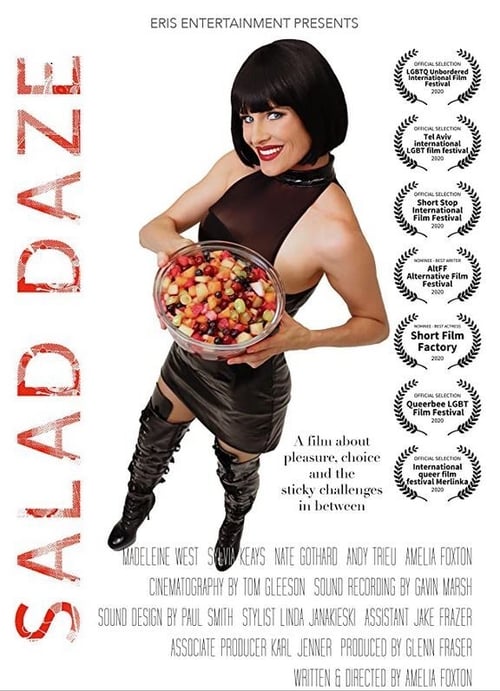 ERIS ENTERTAINMENT PRESENTS
SALAD DAZE
OFFICIAL SELECTION
LGBTQ Unbordered
International Film
Festival
2020
OFFICIAL SELECTION
Tel Aviv
international
LGBT film festival
2020
OFFICIAL SELECTION
Short Stop
International
Film Festival
2020
NOMINEE - BEST WRITER
AltFF
Alternative Film
Festival
2020
NOMINEE - BEST ACTRESS
Short Film
Factory
2020
OFFICIAL SELECTION
Queerbee LGBT
Film Festival
2020
OFFICIAL SELECTION
International
queer film
festival Merlinka
2020
A film about
pleasure, choice
and the
sticky challenges
in between
MADELEINE WEST SYLVIA KEAYS NATE GOTHARD ANDY TRIEU AMELIA FOXTON
CINEMATOGRAPHY BY TOM GLEESON SOUND RECORDING BY GAVIN MARSH
SOUND DESIGN BY PAUL SMITH STYLIST LINDA JANAKIESKI ASSISTANT JAKE FRAZER
ASSOCIATE PRODUCER KARL JENNER PRODUCED BY GLENN FRASER
WRITTEN & DIRECTED BY AMELIA FOXTON